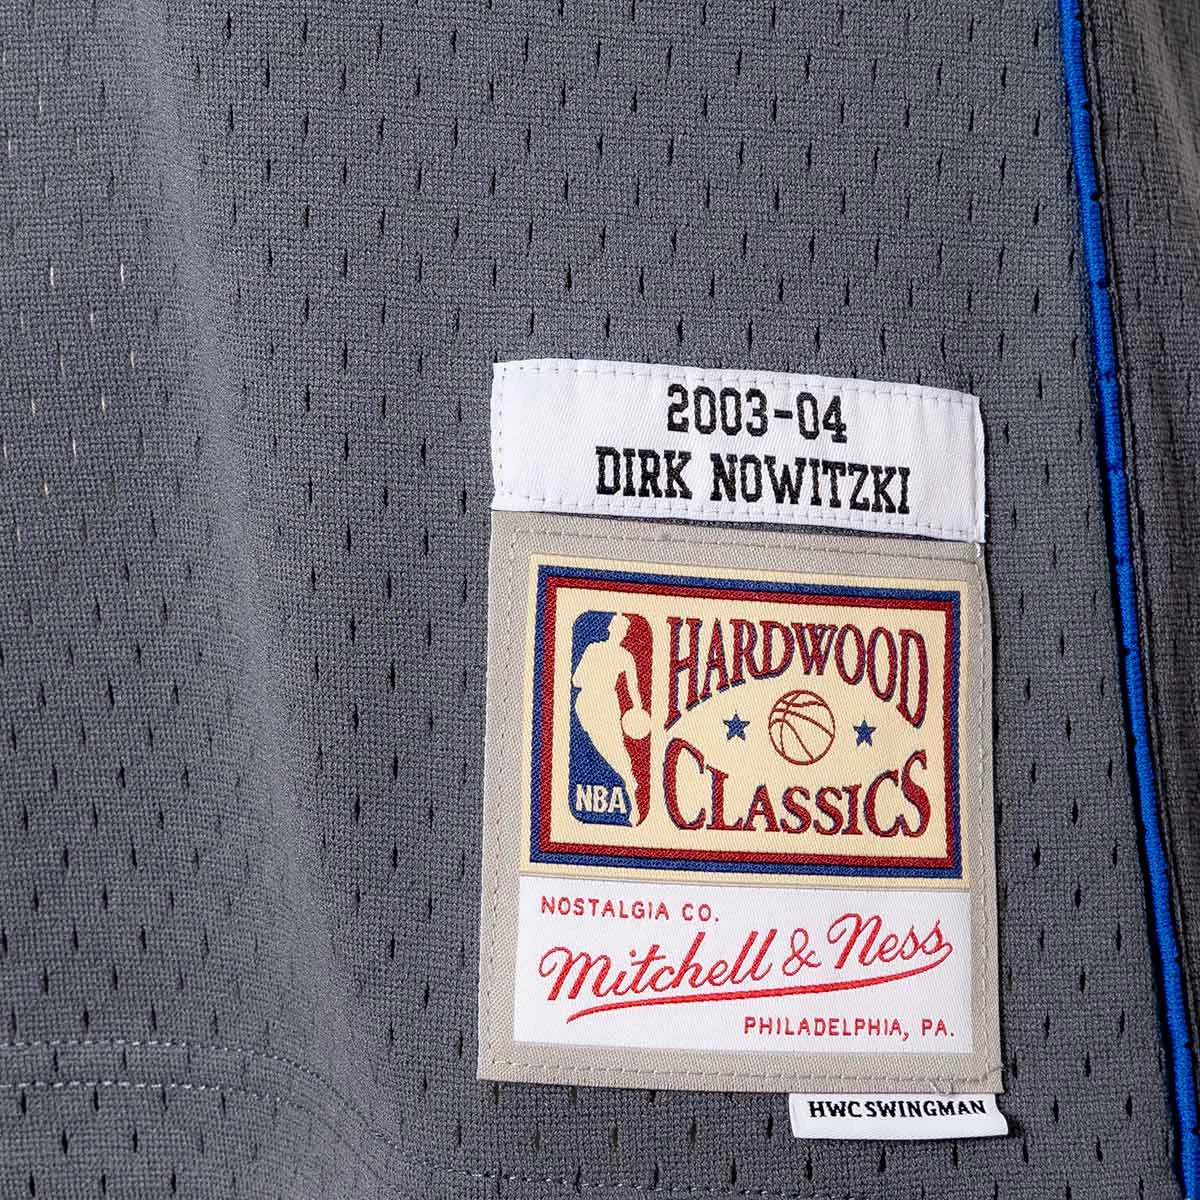 2003-04
DIRK NOWITZKI
HARDWOOD
CLASSICS
NBA
NOSTALGIA CO.
Mitchell & Ness
PHILADELPHIA, PA.
HWC SWINGMAN